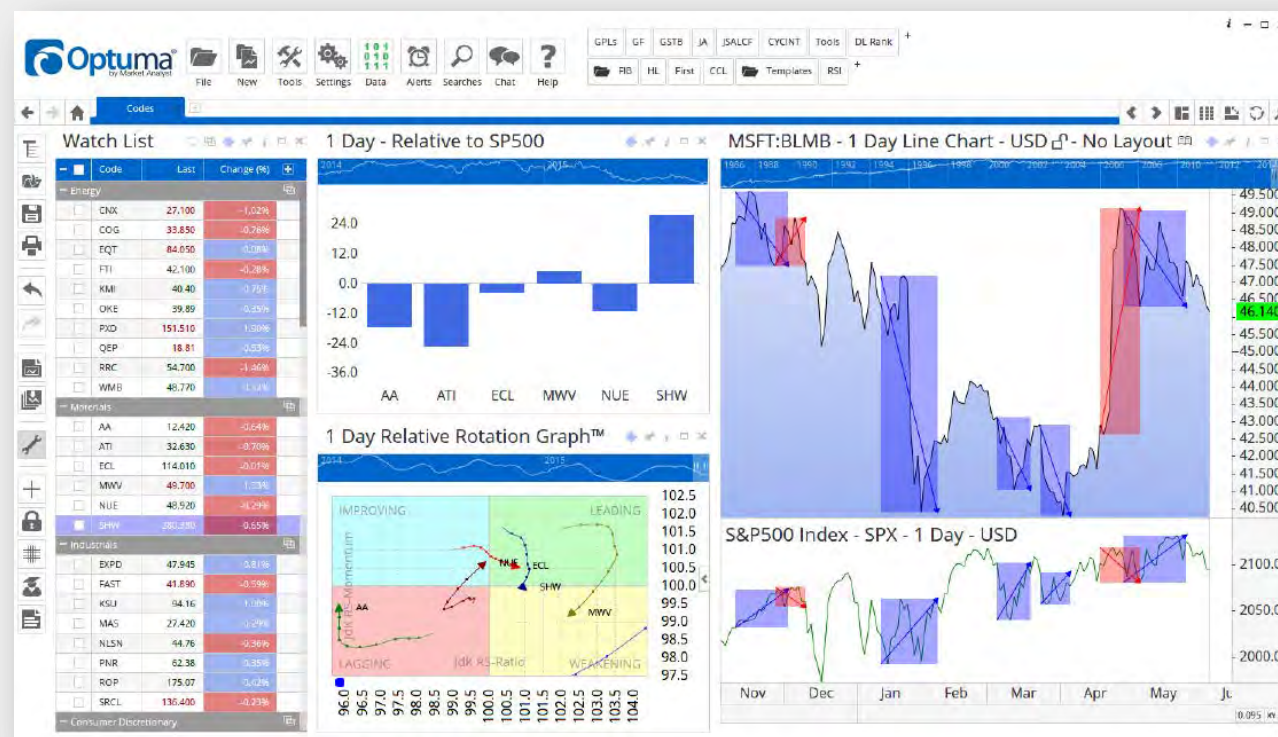 Optuma®
by Market Analyst
File New Tools Settings Data Alerts Searches Chat Help
GPLs GF GSTB JA JSALCF CYCINT Tools DL Rank +
FIB HL First CCL Templates RSI +
Codes
Watch List
Code Last Change (%)
Energy
CNX 27.100 -1.02%
COG 33.850 -0.76%
EQT 84.050
FTI 42.100 -0.28%
KMI 40.40
OKE 39.89
PXD 151.510
QEP 18.81
RRC 54.700 -1.46%
WMB 48.770
Materials
AA 12.420 -0.64%
ATI 32.630 -0.70%
ECL 114.010 -0.01%
MWV 49.700
NUE 48.920 -0.29%
SHW -0.65%
Industrials
EXPD 47.945
FAST 41.890 -0.59%
KSU 94.16
MAS 27.420
NLSN 44.76 -0.36%
PNR 62.38
ROP 175.07
SRCL 136.400
Consumer Discretionary
1 Day - Relative to SP500
2014 2015
24.0
12.0
0.0
-12.0
-24.0
-36.0
AA ATI ECL MWV NUE SHW
1 Day Relative Rotation Graph™
2014 2015
IMPROVING LEADING
LAGGING WEAKENING
JdK RS-Momentum
JdK RS-Ratio
NUE
ECL
SHW
AA
MWV
102.5
102.0
101.5
101.0
100.5
100.0
99.5
99.0
98.5
98.0
97.5
96.0 96.5 97.0 97.5 98.0 98.5 99.0 99.5 100.0 100.5 101.0 101.5 102.0 102.5 103.0 103.5 104.0
MSFT:BLMB - 1 Day Line Chart - USD - No Layout
1986 1988 1990 1992 1994 1996 1998 2000 2002 2004 2006 2008 2010 2012
49.500
49.000
48.500
48.000
47.500
47.000
46.500
46.140
45.500
45.000
44.500
44.000
43.500
43.000
42.500
42.000
41.500
41.000
40.500
S&P500 Index - SPX - 1 Day - USD
2100.0
2050.0
2000.0
Nov Dec Jan Feb Mar Apr May
0.095